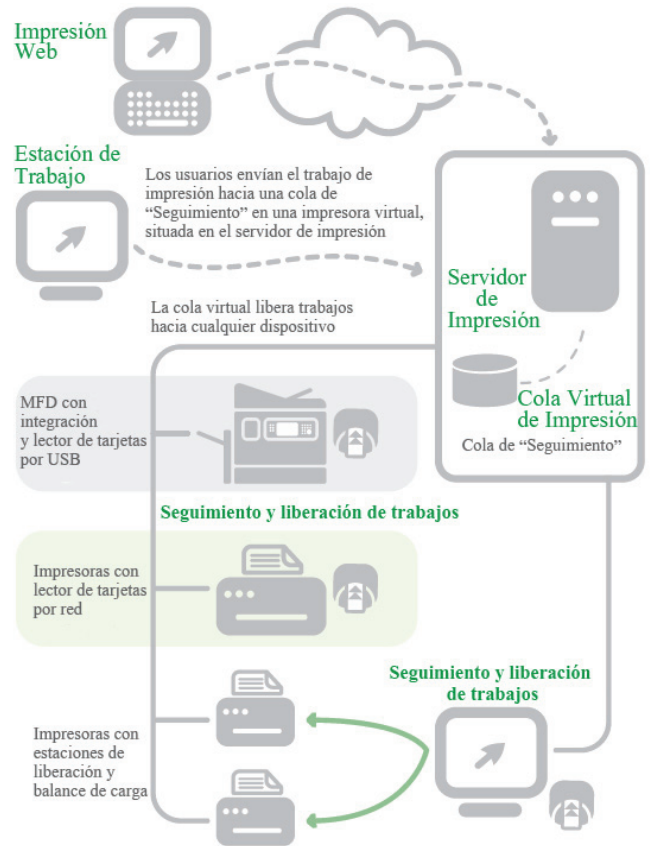 Impresión
Web
Estación de
Trabajo
Los usuarios envían el trabajo de
impresión hacia una cola de
“Seguimiento” en una impresora virtual,
situada en el servidor de impresión
Servidor
de
Impresión
Cola Virtual
de Impresión
Cola de “Seguimiento”
La cola virtual libera trabajos
hacia cualquier dispositivo
MFD con
integración
y lector de tarjetas
por USB
Seguimiento y liberación de trabajos
Impresoras con
lector de tarjetas
por red
Seguimiento y liberación
de trabajos
Impresoras con
estaciones de
liberación y
balance de carga